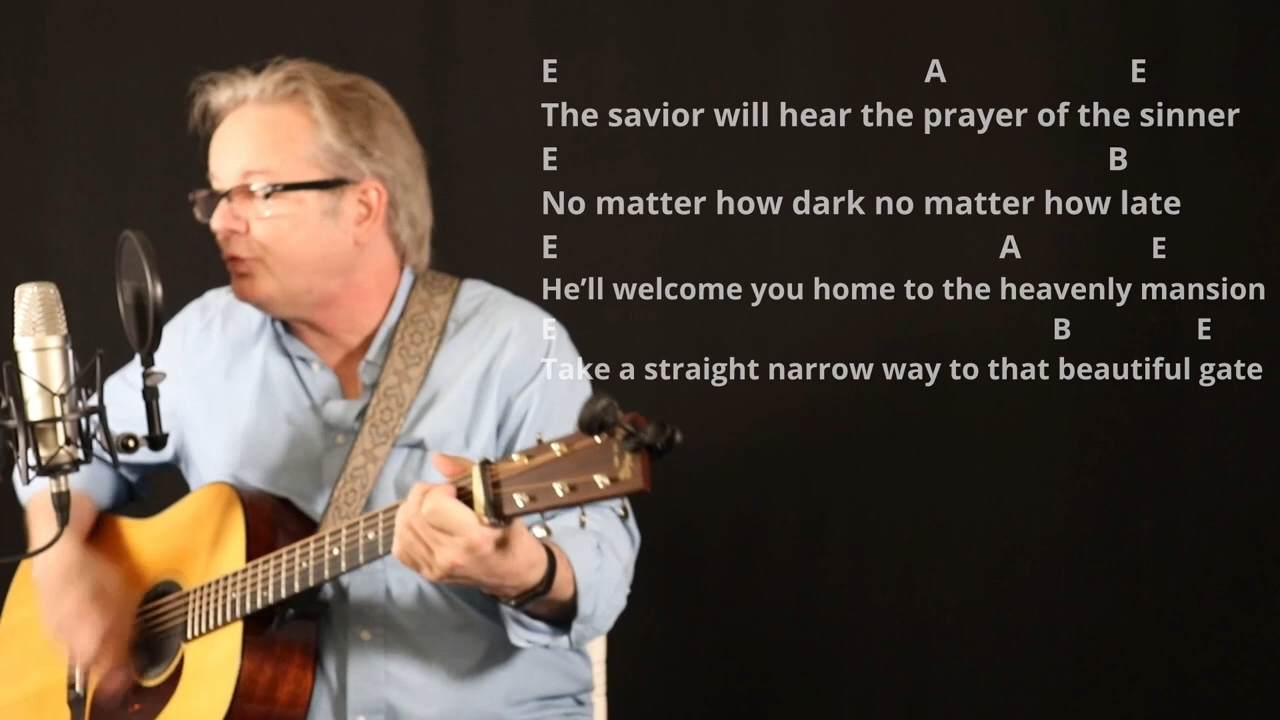 E A E
The savior will hear the prayer of the sinner
E B
No matter how dark no matter how late
E A E
He’ll welcome you home to the heavenly mansion
E B E
Take a straight narrow way to that beautiful gate